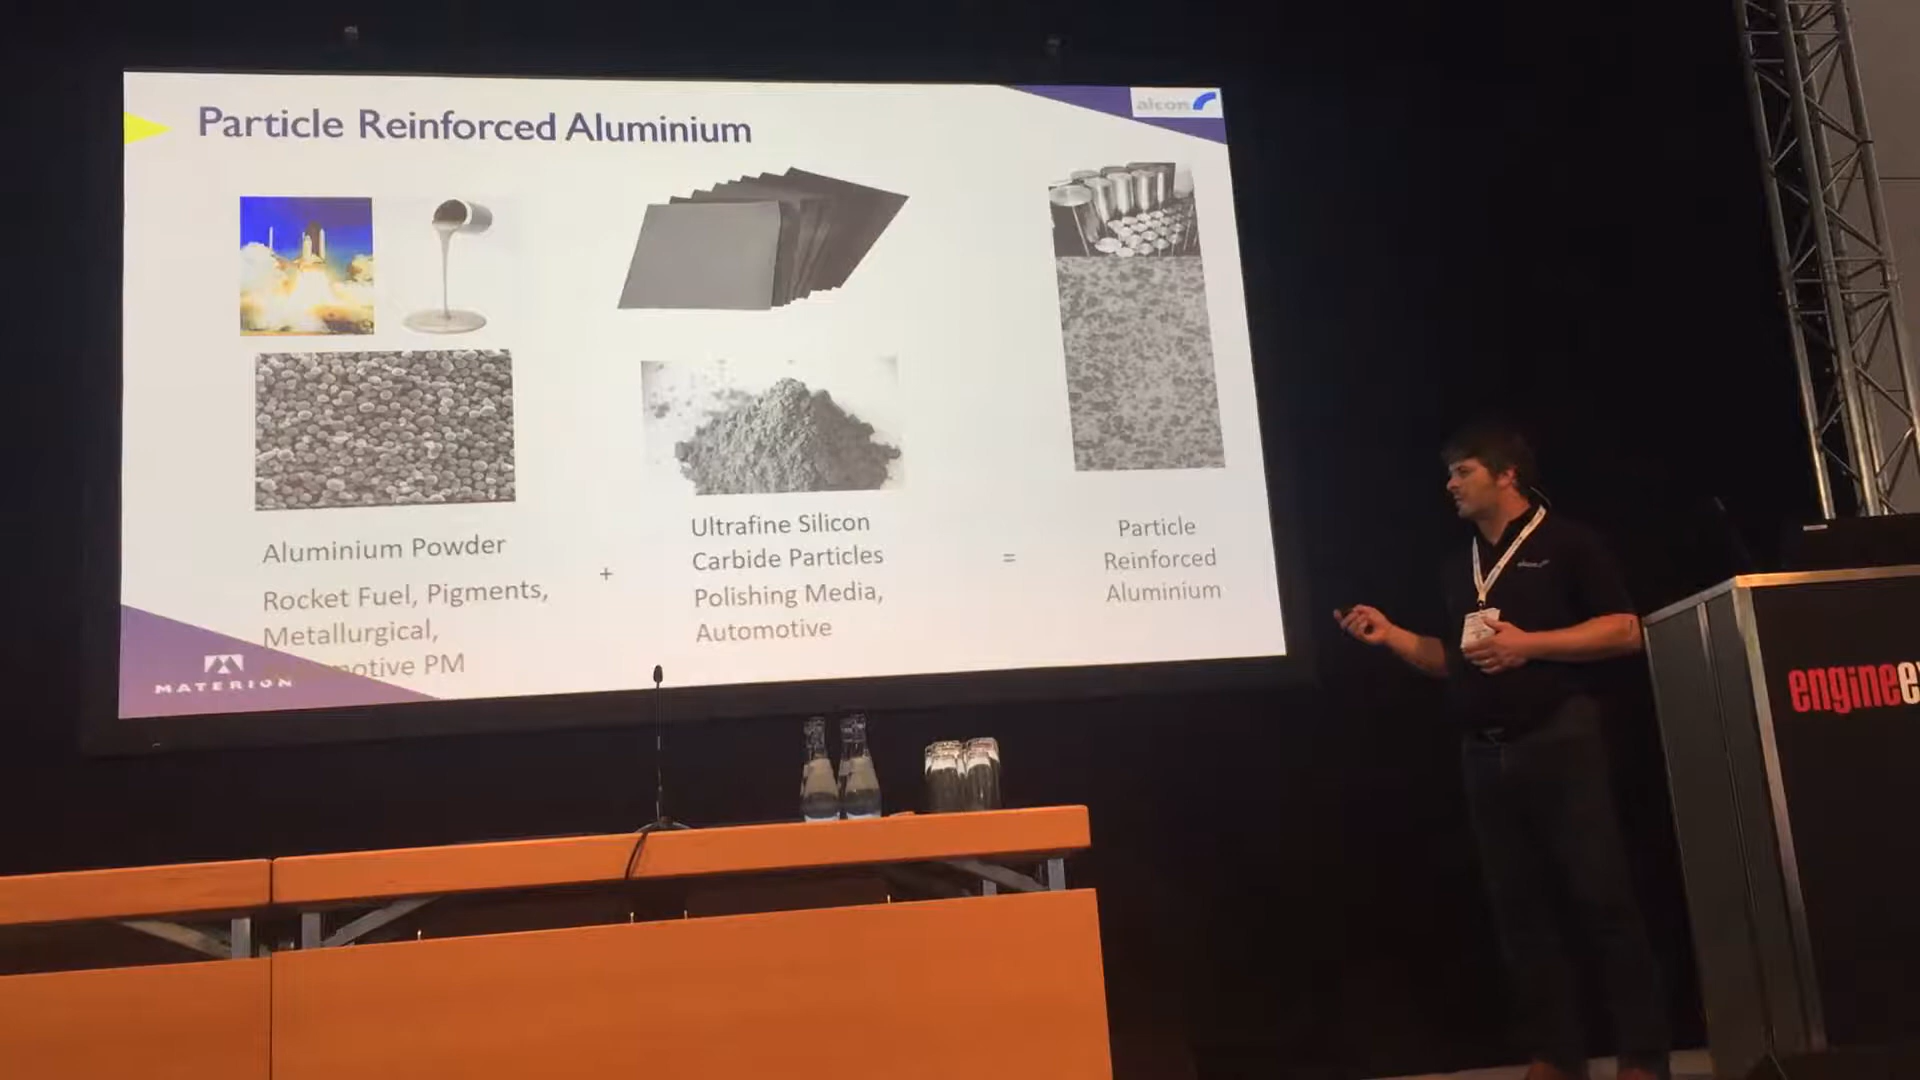 Particle Reinforced Aluminium
alcon
Aluminium Powder
Rocket Fuel, Pigments,
Metallurgical,
PM
+
Ultrafine Silicon
Carbide Particles
Polishing Media,
Automotive
=
Particle
Reinforced
Aluminium
MATERION
alcon
engine